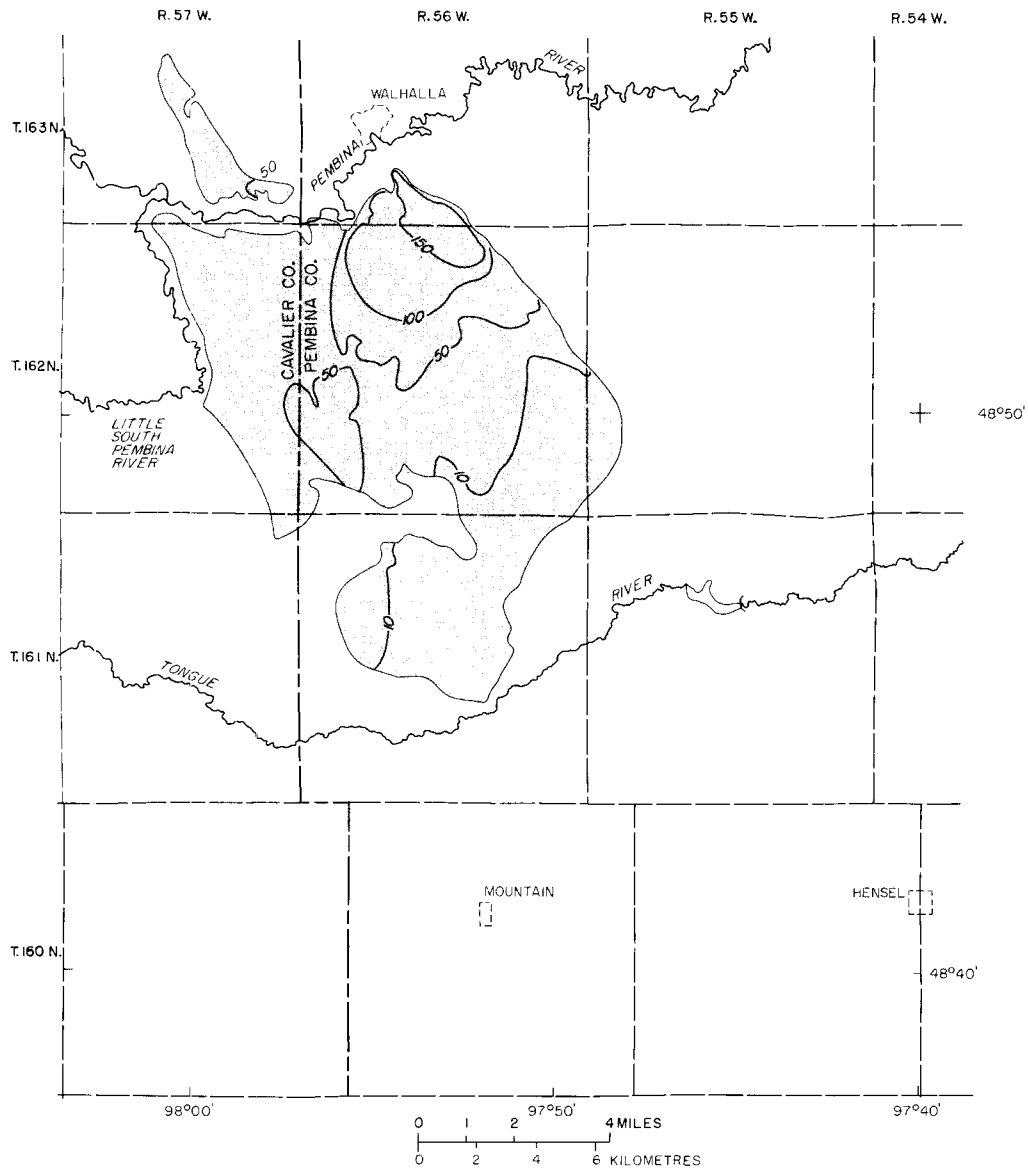 R. 57 W.
R. 56 W.
R. 55 W.
R. 54 W.
RIVER
WALHALLA
T. 163 N.
PEMBINA
50
150
CAVALIER CO.
PEMBINA CO.
100
50
T. 162 N.
50
LITTLE
SOUTH
PEMBINA
RIVER
48°50'
10
RIVER
10
T. 161 N.
TONGUE
MOUNTAIN
HENSEL
T. 160 N.
48°40'
98°00'
97°50'
97°40'
0 1 2 4 MILES
0 2 4 6 KILOMETRES